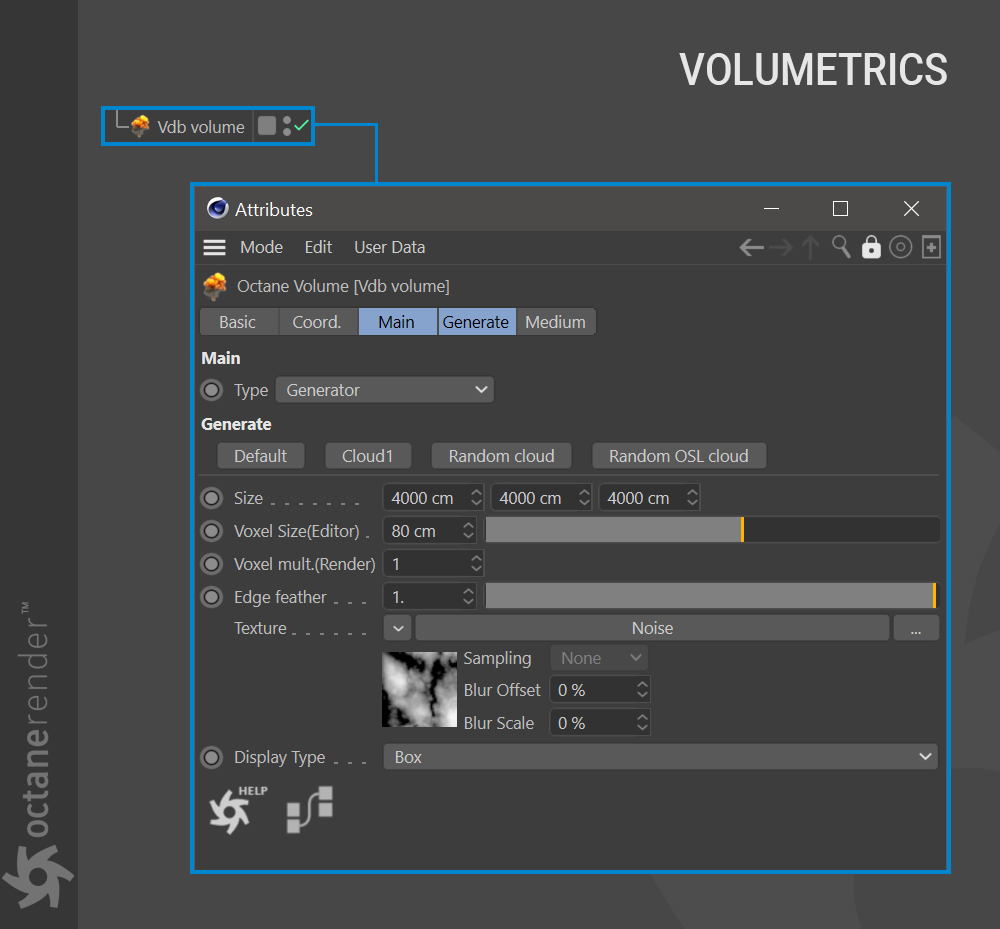 VOLUMETRICS
Vdb volume
Attributes
Mode Edit User Data
Octane Volume [Vdb volume]
Basic Coord. Main Generate Medium
Main
Type Generator
Generate
Default Cloud1 Random cloud Random OSL cloud
Size . . . . . . . 4000 cm 4000 cm 4000 cm
Voxel Size(Editor) . 80 cm
Voxel mult.(Render) 1
Edge feather . . . 1.
Texture . . . . . . Noise ...
Sampling None
Blur Offset 0 %
Blur Scale 0 %
Display Type . . . Box
HELP
octanerender™